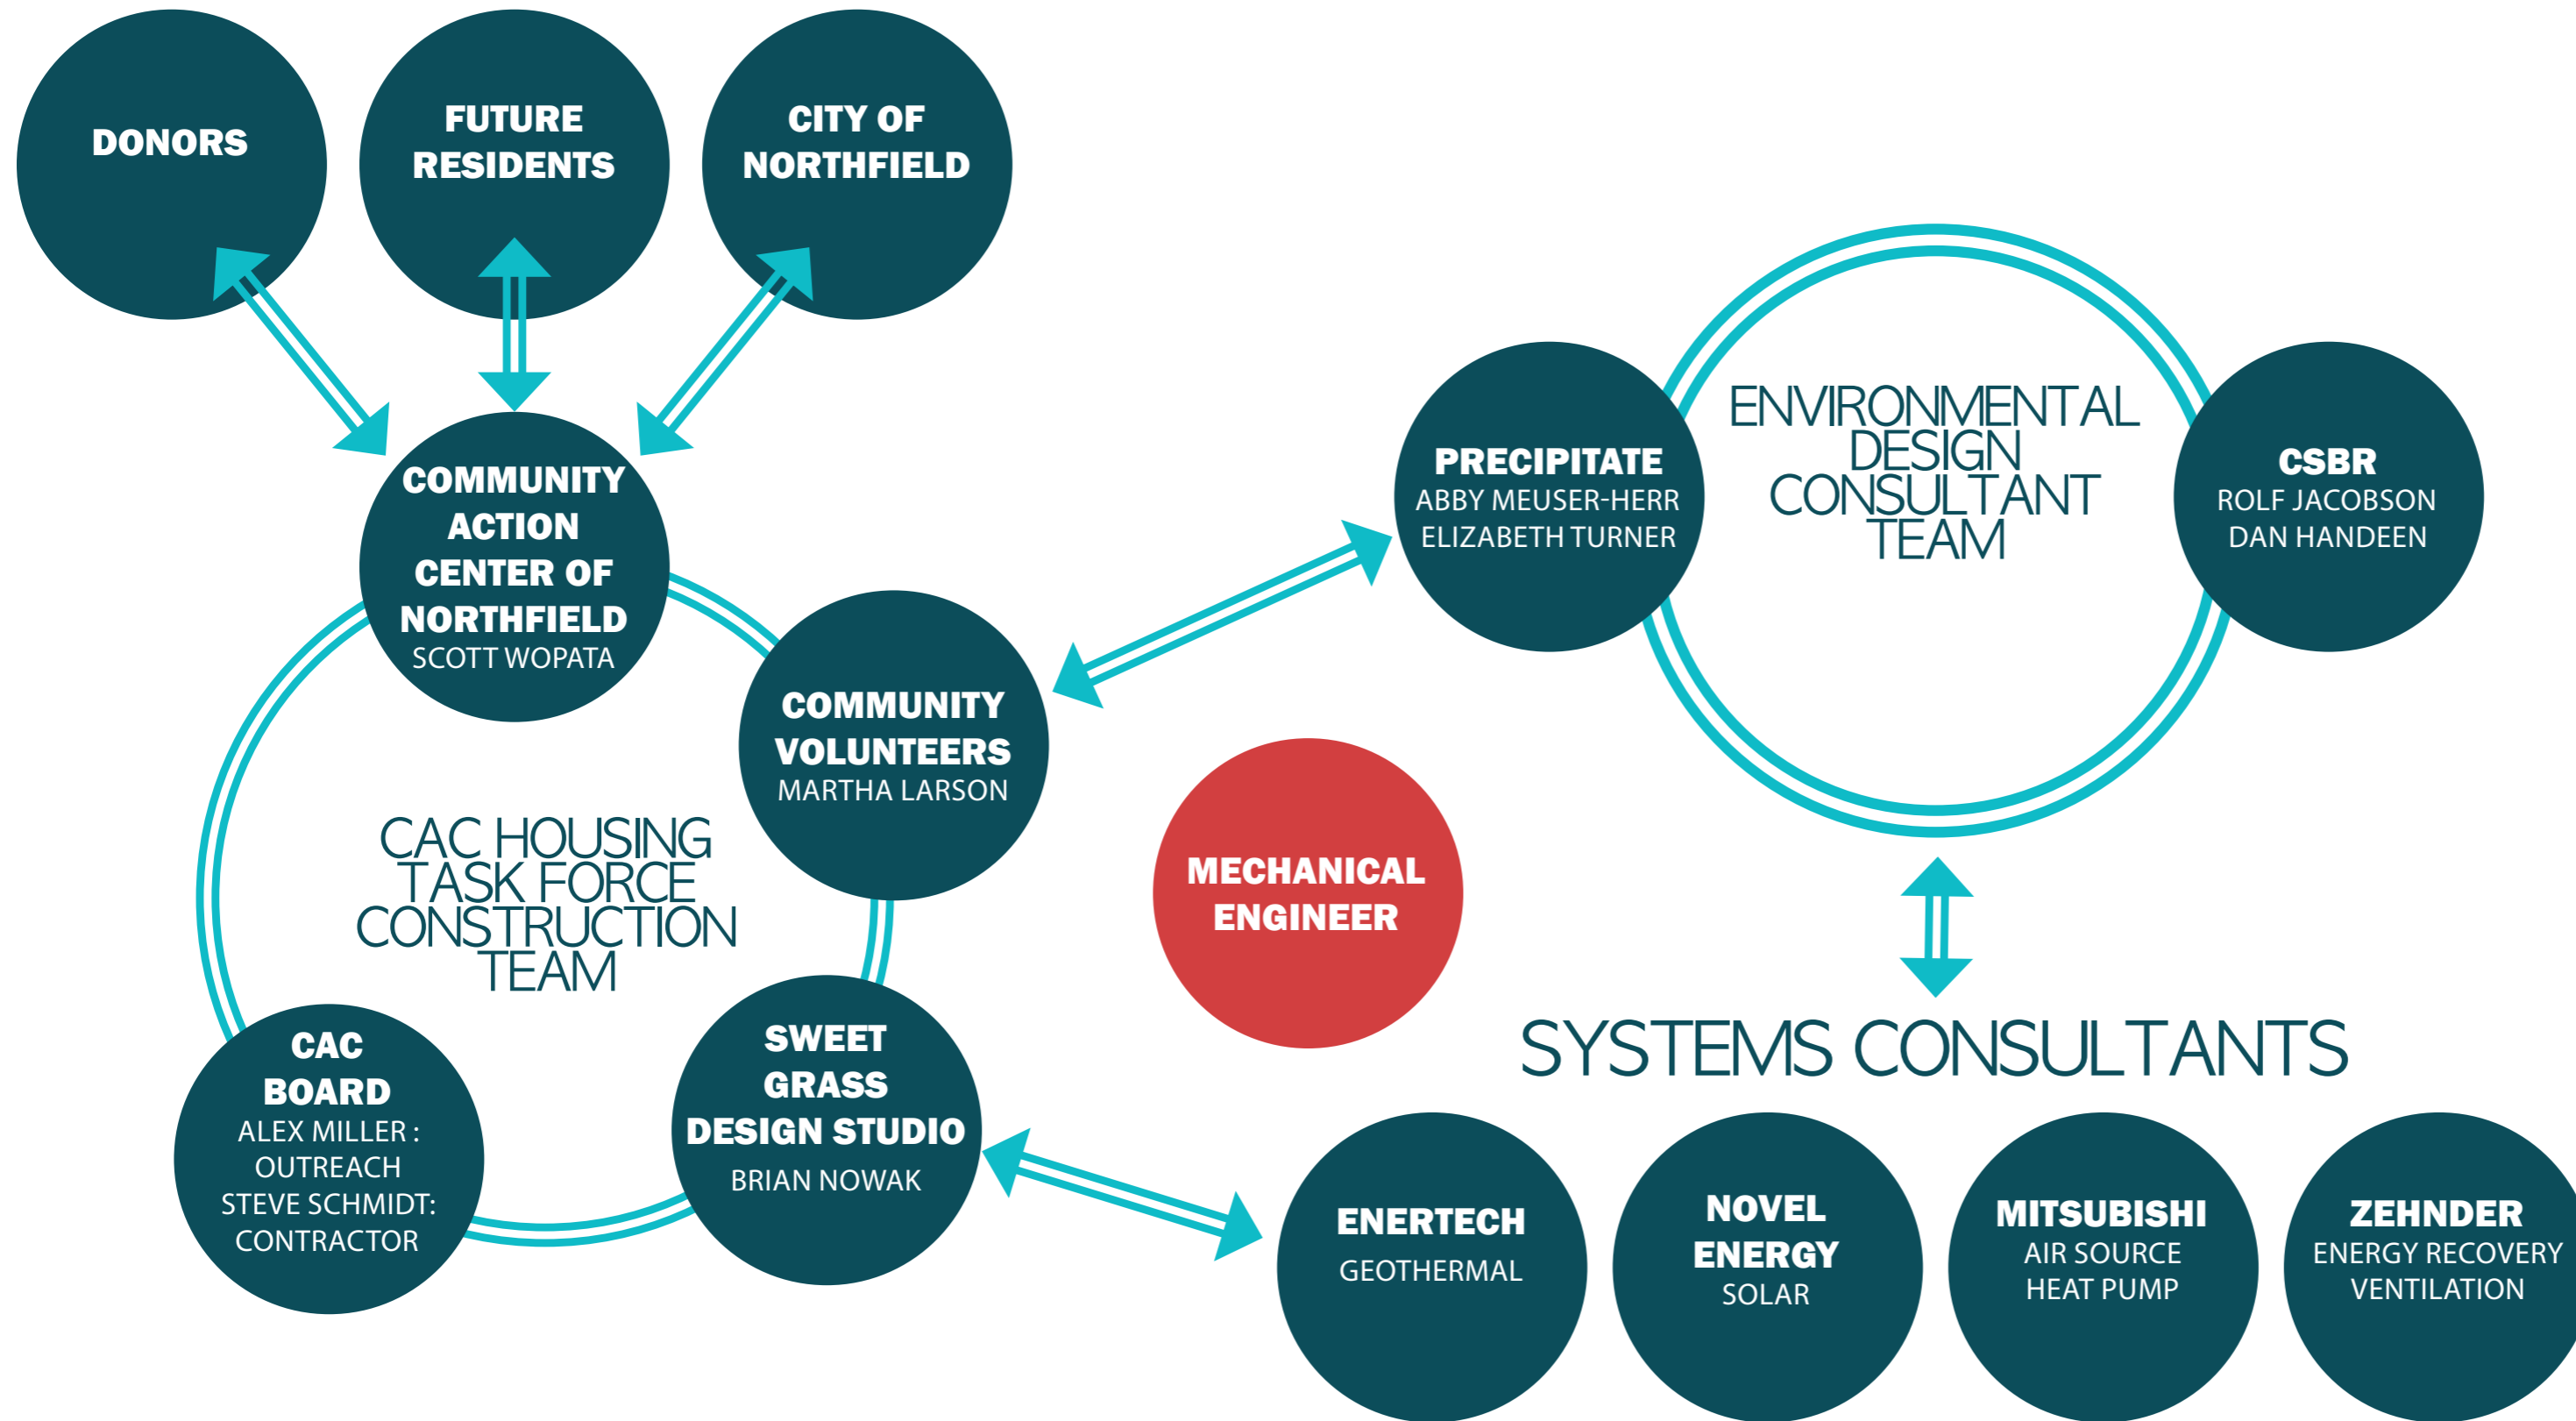 DONORS
FUTURE
RESIDENTS
CITY OF
NORTHFIELD
COMMUNITY
ACTION
CENTER OF
NORTHFIELD
SCOTT WOPATA
COMMUNITY
VOLUNTEERS
MARTHA LARSON
CAC HOUSING
TASK FORCE
CONSTRUCTION
TEAM
CAC
BOARD
ALEX MILLER :
OUTREACH
STEVE SCHMIDT:
CONTRACTOR
SWEET
GRASS
DESIGN STUDIO
BRIAN NOWAK
PRECIPITATE
ABBY MEUSER-HERR
ELIZABETH TURNER
ENVIRONMENTAL
DESIGN
CONSULTANT
TEAM
CSBR
ROLF JACOBSON
DAN HANDEEN
MECHANICAL
ENGINEER
SYSTEMS CONSULTANTS
ENERTECH
GEOTHERMAL
NOVEL
ENERGY
SOLAR
MITSUBISHI
AIR SOURCE
HEAT PUMP
ZEHNDER
ENERGY RECOVERY
VENTILATION